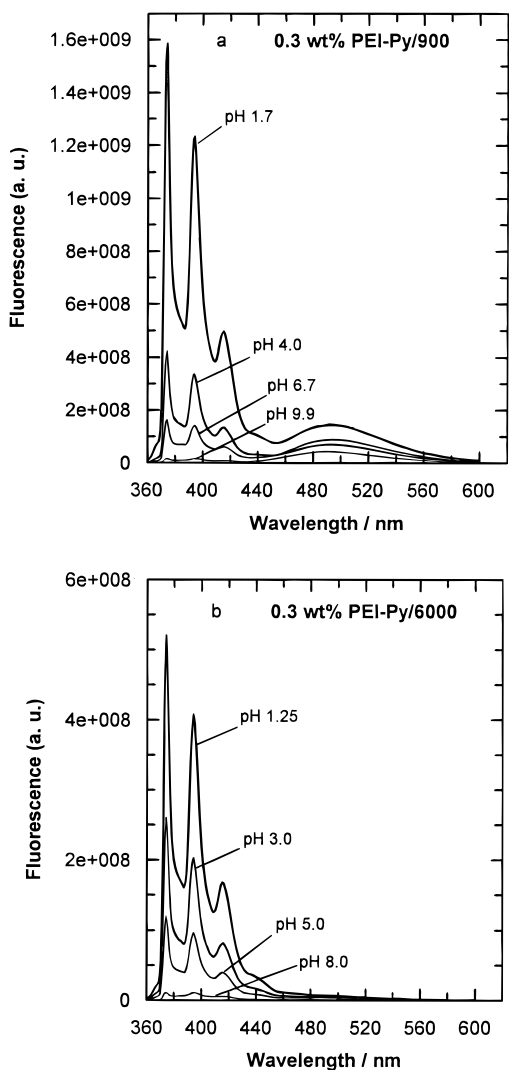 a 0.3 wt% PEI-Py/900
1.6e+009
1.4e+009
1.2e+009
1e+009
8e+008
6e+008
4e+008
2e+008
0
Fluorescence (a. u.)
pH 1.7
pH 4.0
pH 6.7
pH 9.9
360 400 440 480 520 560 600
Wavelength / nm
b 0.3 wt% PEI-Py/6000
6e+008
4e+008
2e+008
0
Fluorescence (a. u.)
pH 1.25
pH 3.0
pH 5.0
pH 8.0
360 400 440 480 520 560 600
Wavelength / nm